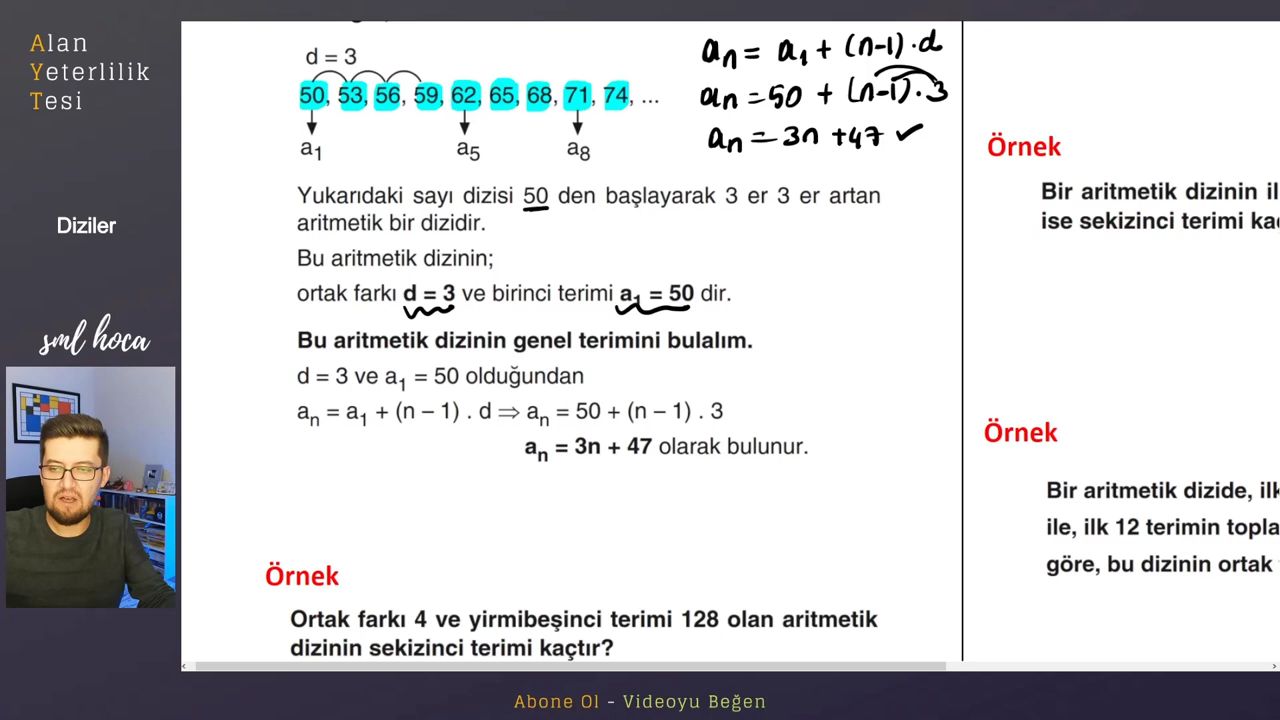 Alan
Yeterlilik
Tesi
Diziler
sml hoca
d = 3
50, 53, 56, 59, 62, 65, 68, 71, 74, ...
a1 a5 a8
an = a1 + (n-1) · d
an = 50 + (n-1) · 3
an = 3n + 47 ✓
Yukarıdaki sayı dizisi 50 den başlayarak 3 er 3 er artan
aritmetik bir dizidir.
Bu aritmetik dizinin;
ortak farkı d = 3 ve birinci terimi a1 = 50 dir.
Bu aritmetik dizinin genel terimini bulalım.
d = 3 ve a1 = 50 olduğundan
an = a1 + (n – 1) . d ⇒ an = 50 + (n – 1) . 3
an = 3n + 47 olarak bulunur.
Örnek
Ortak farkı 4 ve yirmibeşinci terimi 128 olan aritmetik
dizinin sekizinci terimi kaçtır?
Örnek
Bir aritmetik dizinin il
ise sekizinci terimi ka
Örnek
Bir aritmetik dizide, ilk
ile, ilk 12 terimin topla
göre, bu dizinin ortak
Abone Ol - Videoyu Beğen